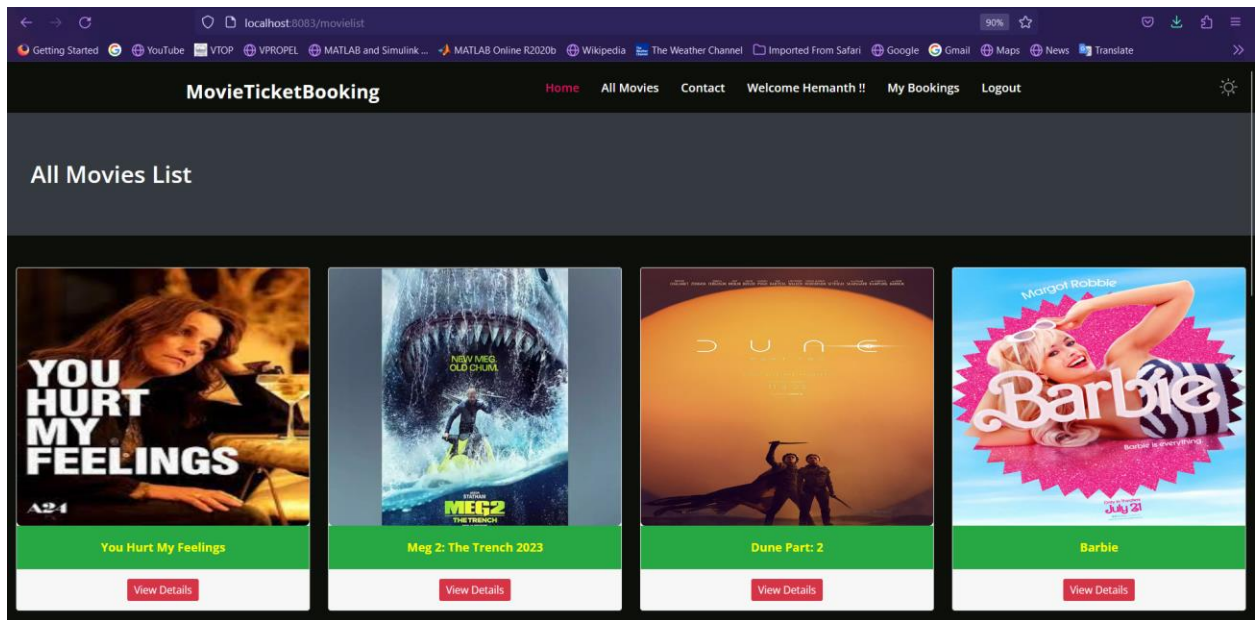 localhost:8083/movielist
90%
Getting Started YouTube VTOP VPROPEL MATLAB and Simulink ... MATLAB Online R2020b Wikipedia The Weather Channel Imported From Safari Google Gmail Maps News Translate
MovieTicketBooking Home All Movies Contact Welcome Hemanth !! My Bookings Logout
All Movies List
YOU
HURT
MY
FEELINGS
A24
NEW MEG.
OLD CHUM.
STATHAM
MEG2
THE TRENCH
DUNE
Margot Robbie
Barbie
Barbie is everything.
July 21
You Hurt My Feelings Meg 2: The Trench 2023 Dune Part: 2 Barbie
View Details View Details View Details View Details